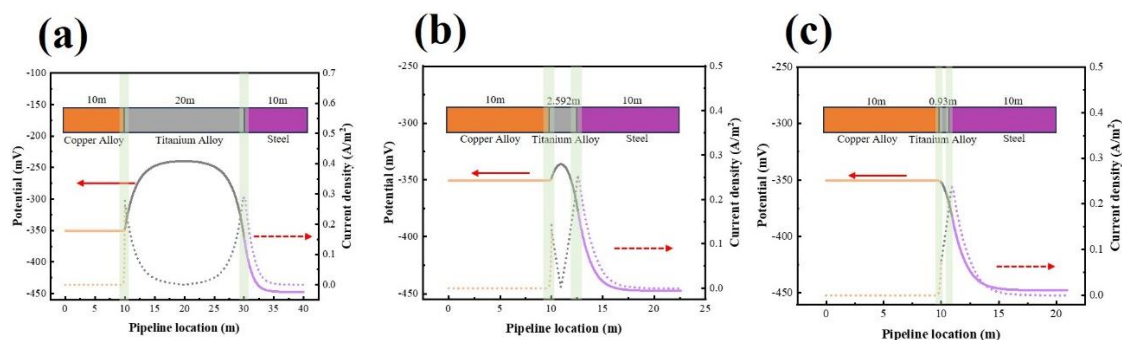 (a)
-100
-150
-200
-250
-300
-350
-400
-450
Potential (mV)
10m 20m 10m
Copper Alloy Titanium Alloy Steel
0.7
0.6
0.5
0.4
0.3
0.2
0.1
0.0
Current density (A/m²)
0 5 10 15 20 25 30 35 40
Pipeline location (m)
(b)
-250
-300
-350
-400
-450
Potential (mV)
10m 2.592m 10m
Copper Alloy Titanium Alloy Steel
0.5
0.4
0.3
0.2
0.1
0.0
Current density (A/m²)
0 5 10 15 20
Pipeline location (m)
(c)
-250
-300
-350
-400
-450
Potential (mV)
10m 0.93m 10m
Copper Alloy Titanium Alloy Steel
0.5
0.4
0.3
0.2
0.1
0.0
Current density (A/m²)
0 5 10 15 20
Pipeline location (m)